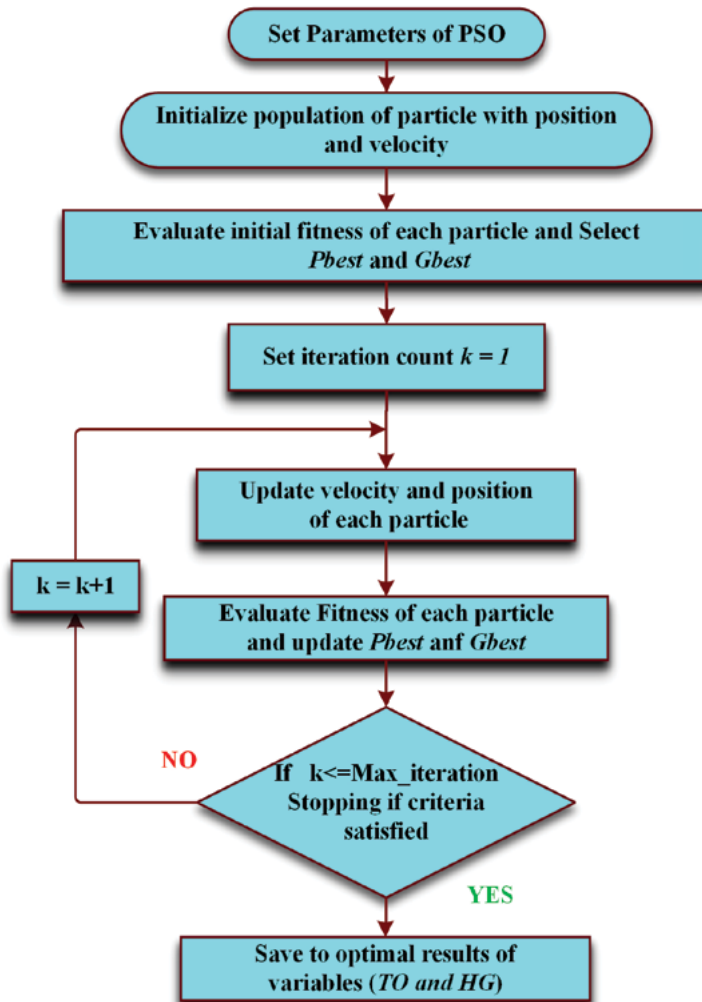 Set Parameters of PSO
Initialize population of particle with position
and velocity
Evaluate initial fitness of each particle and Select
Pbest and Gbest
Set iteration count k = 1
Update velocity and position
of each particle
k = k+1
Evaluate Fitness of each particle
and update Pbest anf Gbest
NO
If k<=Max_iteration
Stopping if criteria
satisfied
YES
Save to optimal results of
variables (TO and HG)